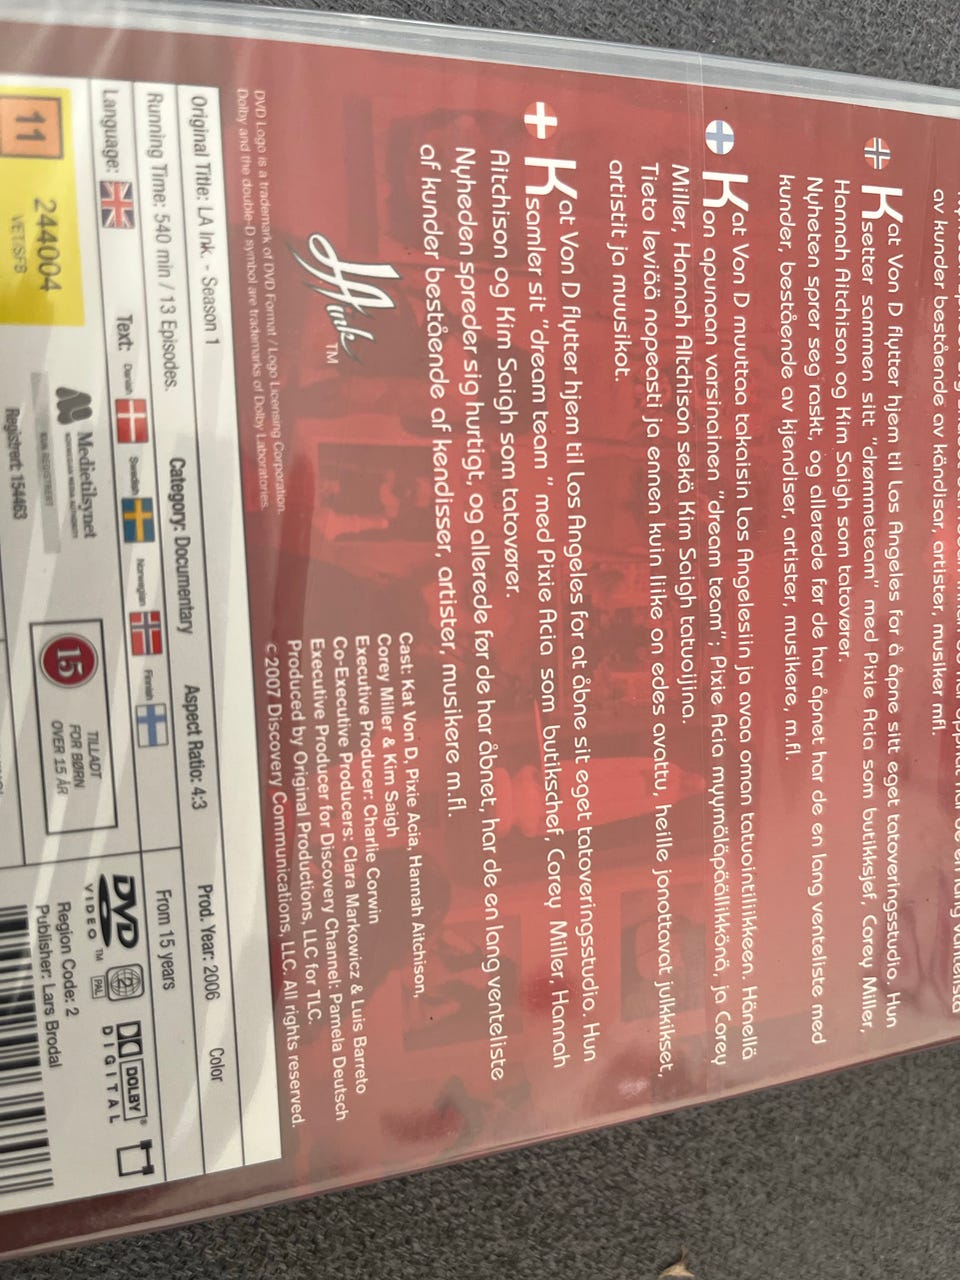 av kunder bestående av kändisar, artister, musiker mfl.
Kat Von D flytter hjem til Los Angeles for å åpne sitt eget tatoveringsstudio. Hun
setter sammen sitt "drømmeteam" med Pixie Acia som butikksjef, Corey Miller,
Hannah Aitchison og Kim Saigh som tatovører.
Nyheten sprer seg raskt, og allerede før de har åpnet har de en lang venteliste med
kunder, bestående av kjendiser, artister, musikere, m.fl.
Kat Von D muuttaa takaisin Los Angelesiin ja avaa oman tatuointiliikkeen. Hänellä
on apunaan varsinainen "dream team"; Pixie Acia myymäläpäällikkönä, ja Corey
Miller, Hannah Altchison sekä Kim Saigh tatuoijina.
Tieto leviää nopeasti ja ennen kuin liike on edes avattu, heille jonottavat julkkikset,
artistit ja muusikot.
Kat Von D flytter hjem til Los Angeles for at åbne sit eget tatoveringsstudio. Hun
samler sit "dream team" med Pixie Acia som butikschef, Corey Miller, Hannah
Aitchison og Kim Saigh som tatovører.
Nyheden spreder sig hurtigt, og allerede før de har åbnet, har de en lang venteliste
af kunder bestående af kendisser, artister, musikere m.fl.
LA ink ™
Cast: Kat Von D, Pixie Acia, Hannah Aitchison,
Corey Miller & Kim Saigh
Executive Producer: Charlie Corwin
Co-Executive Producers: Clara Markowicz & Luis Barreto
Executive Producer for Discovery Channel: Pamela Deutsch
Produced by Original Productions, LLC for TLC.
©2007 Discovery Communications, LLC. All rights reserved.
DVD Logo is a trademark of DVD Format / Logo Licensing Corporation.
Dolby and the double-D symbol are trademarks of Dolby Laboratories.
Original Title: LA Ink. - Season 1
Category: Documentary
Aspect Ratio: 4:3
Prod. Year: 2006
Color
Running Time: 540 min / 13 Episodes.
From 15 years
Language:
Text:
Danish
Swedish
Norwegian
Finnish
11
244004
VET/SFB
Medietilsynet
NORWEGIAN MEDIA AUTHORITY
Registrert 154463
15
TILLADT
FOR BØRN
OVER 15 ÅR
DVD
VIDEO ™
2
PAL
DOLBY ®
DIGITAL
Region Code: 2
Publisher: Lars Brodal